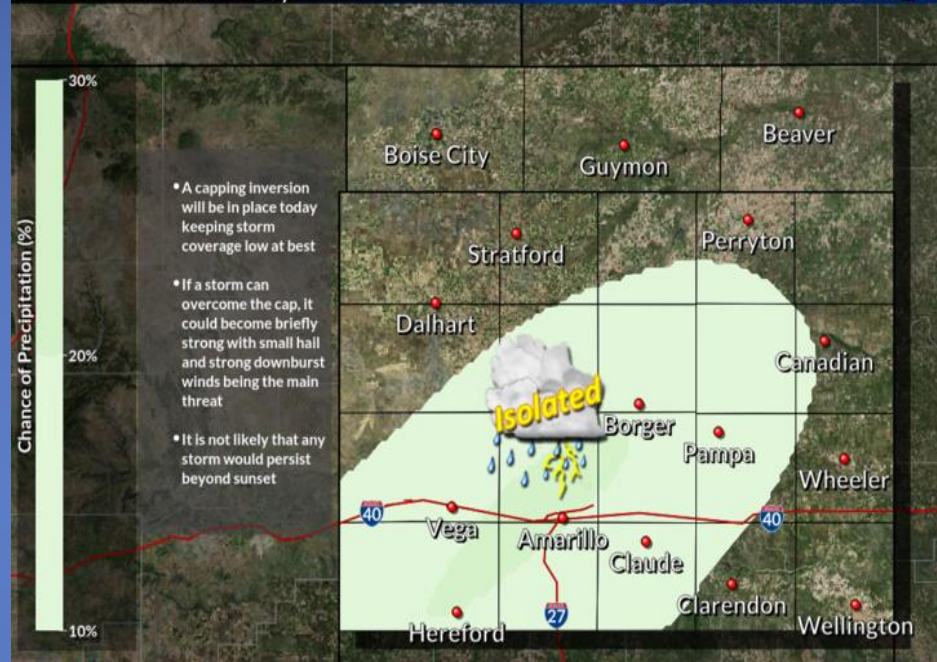 30%
Chance of Precipitation (%)
20%
10%
• A capping inversion
will be in place today
keeping storm
coverage low at best
• If a storm can
overcome the cap, it
could become briefly
strong with small hail
and strong downburst
winds being the main
threat
• It is not likely that any
storm would persist
beyond sunset
Boise City
Guymon
Beaver
Stratford
Perryton
Dalhart
Canadian
Isolated
Borger
Pampa
Wheeler
40
Vega
Amarillo
40
Claude
Clarendon
Hereford
27
Wellington